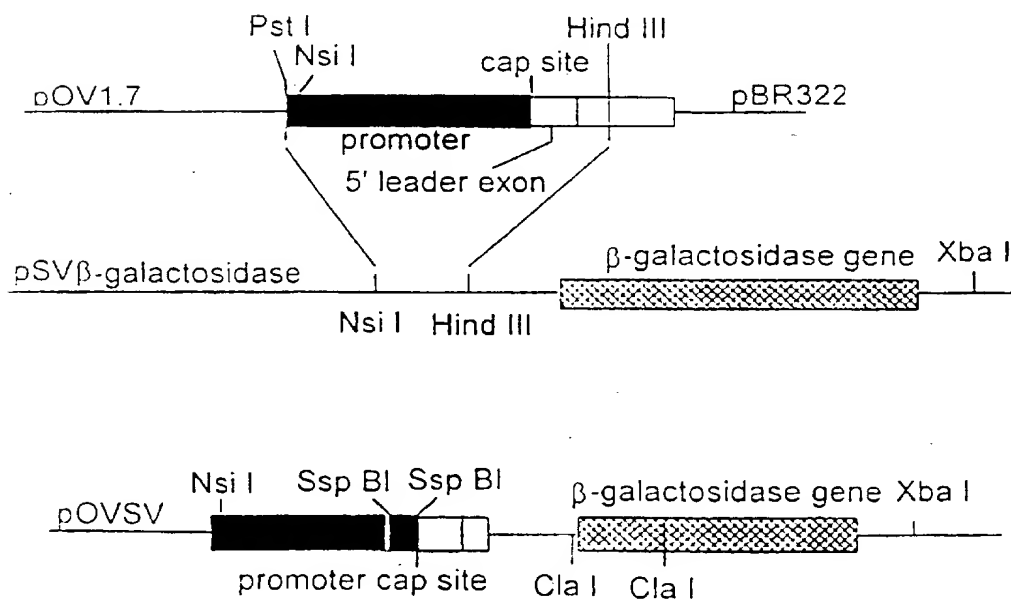 Pst I
Nsi I
cap site
Hind III
pOV1.7
pBR322
promoter
5' leader exon
pSVβ-galactosidase
β-galactosidase gene
Xba I
Nsi I
Hind III
pOVSV
Nsi I
Ssp BI
Ssp BI
β-galactosidase gene
Xba I
promoter
cap site
Cla I
Cla I